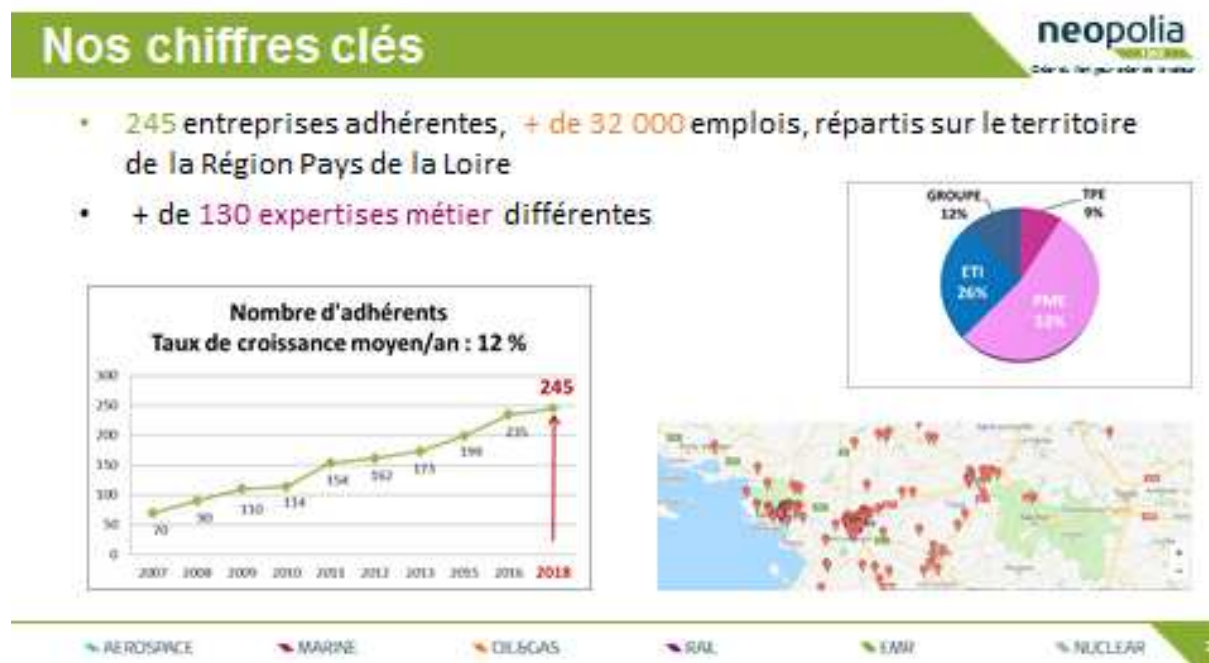 Nos chiffres clés
neopolia
• 245 entreprises adhérentes, + de 32 000 emplois, répartis sur le territoire
de la Région Pays de la Loire
• + de 130 expertises métier différentes
GROUPE
12%
TPE
9%
ETI
26%
PME
53%
Nombre d'adhérents
Taux de croissance moyen/an : 12 %
300
250
200
150
100
50
0
245
235
199
173
162
154
114
110
90
70
2007 2008 2009 2010 2011 2012 2013 2015 2016 2018
AEROSPACE MARINE OIL&GAS RAIL EMR NUCLEAR